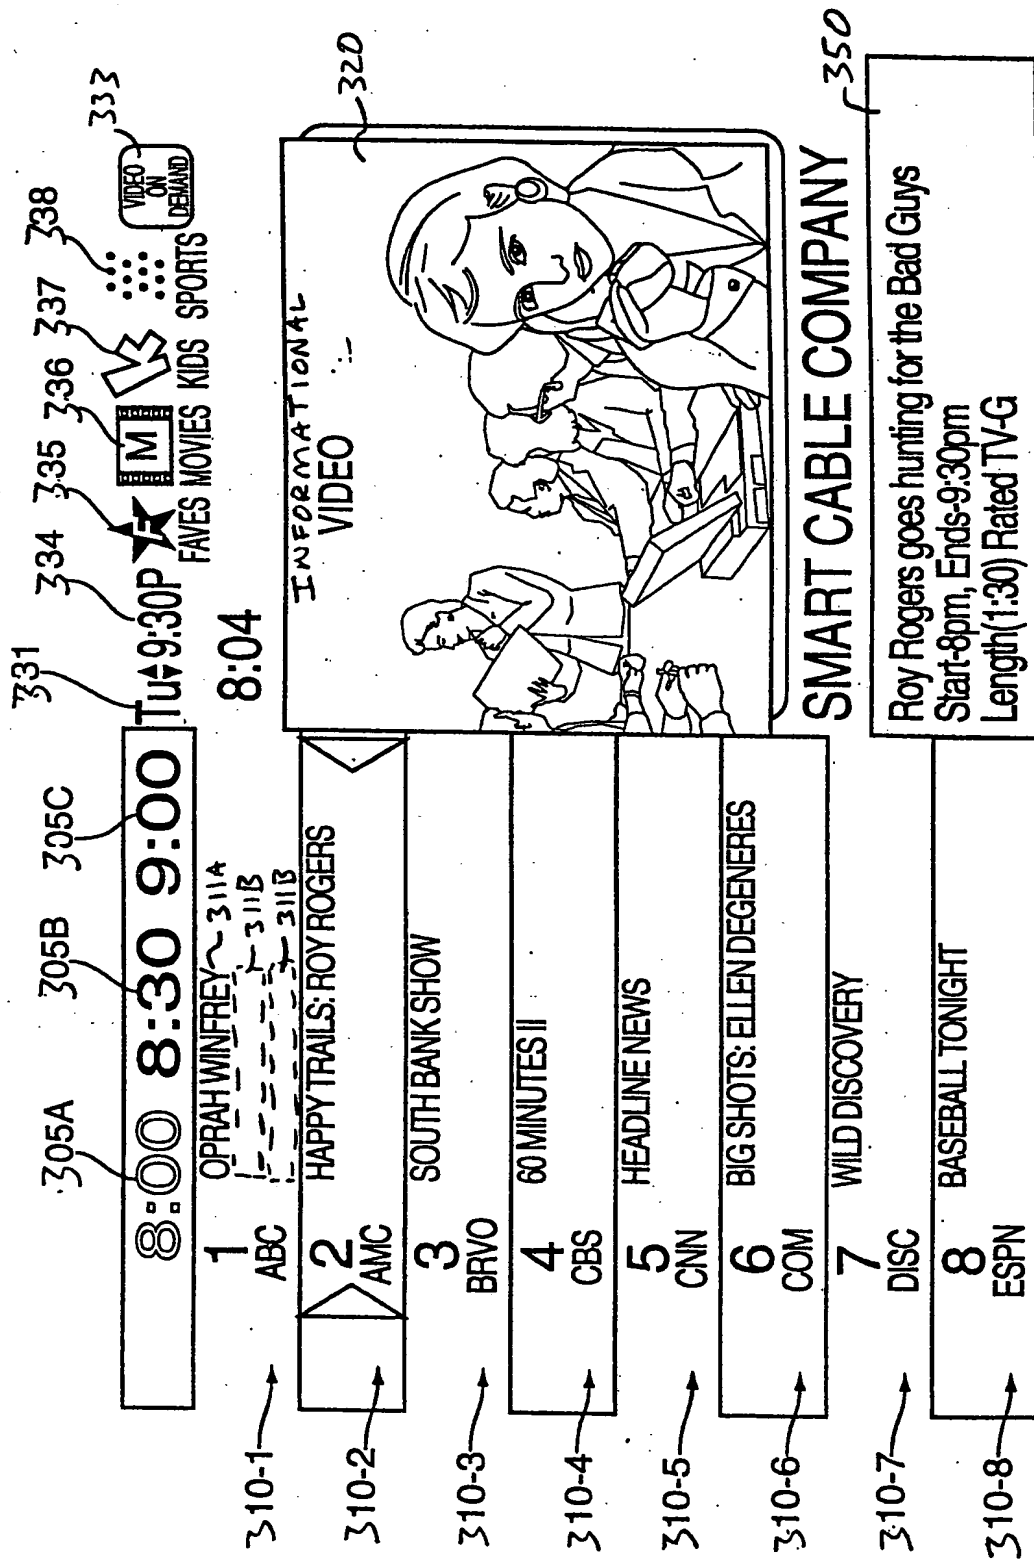 305A 305B 305C 331 334 335 336 337 338 333
8:00 8:30 9:00 Tu 9:30P F M K VIDEO
ON
DEMAND
FAVES MOVIES KIDS SPORTS
8:04
310-1 1 OPRAH WINFREY 311A
ABC 311B
311B
310-2 2 HAPPY TRAILS: ROY ROGERS
AMC
310-3 3 SOUTH BANK SHOW
BRVO
310-4 4 60 MINUTES II
CBS
310-5 5 HEADLINE NEWS
CNN
310-6 6 BIG SHOTS: ELLEN DEGENERES
COM
310-7 7 WILD DISCOVERY
DISC
310-8 8 BASEBALL TONIGHT
ESPN
INFORMATIONAL
VIDEO
320
SMART CABLE COMPANY
350
Roy Rogers goes hunting for the Bad Guys
Start-8pm, Ends-9:30pm
Length(1:30) Rated TV-G